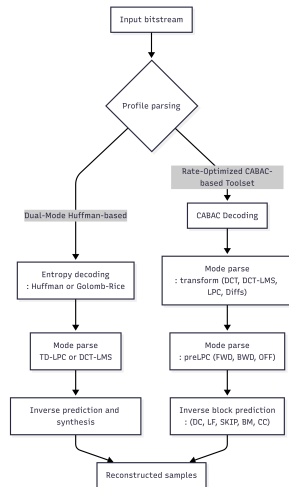 Input bitstream
Profile parsing
Rate-Optimized CABAC-
based Toolset
Dual-Mode Huffman-based
CABAC Decoding
Entropy decoding
: Huffman or Golomb-Rice
Mode parse
: transform (DCT, DCT-LMS,
LPC, Diffs)
Mode parse
TD-LPC or DCT-LMS
Mode parse
: preLPC (FWD, BWD, OFF)
Inverse prediction and
synthesis
Inverse block prediction
: (DC, LF, SKIP, BM, CC)
Reconstructed samples